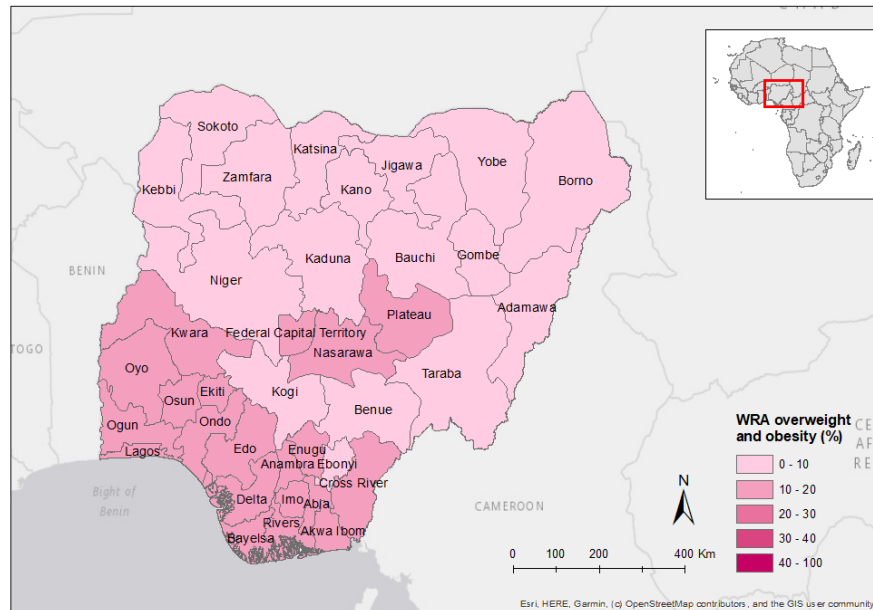 CHAD
Sokoto
Katsina
Jigawa
Yobe
Borno
Kebbi
Zamfara
Kano
Kaduna
Bauchi
Gombe
BENIN
Niger
Adamawa
Plateau
Kwara
Federal Capital Territory
Nasarawa
TOGO
Oyo
Taraba
Ekiti
Kogi
Osun
Benue
Ogun
Ondo
Edo
Enugu
Lagos
Anambra
Ebonyi
Cross River
Bight of
Benin
Delta
Imo
Abia
Rivers
Bayelsa
Akwa Ibom
CAMEROON
N
0 100 200 400 Km
WRA overweight
and obesity (%)
0 - 10
10 - 20
20 - 30
30 - 40
40 - 100
CE
AF
RE
Esri, HERE, Garmin, (c) OpenStreetMap contributors, and the GIS user community